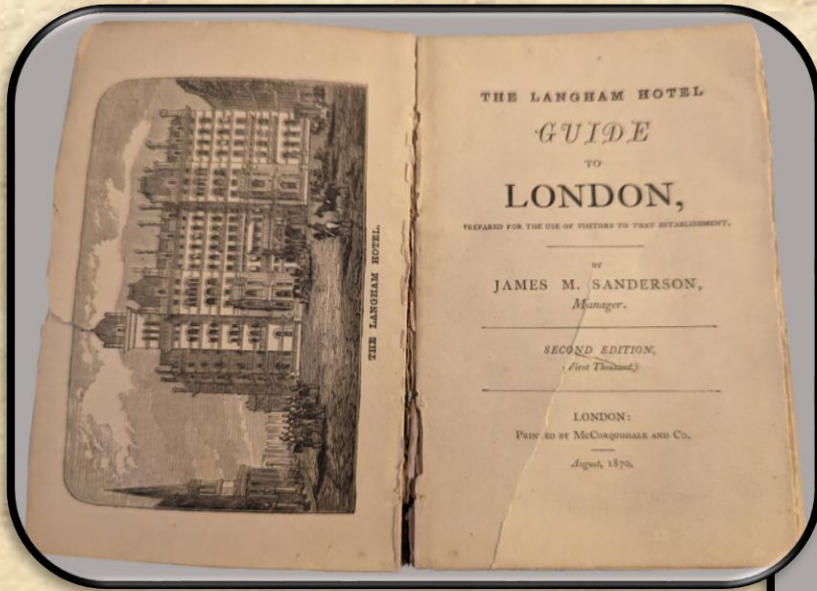 THE LANGHAM HOTEL.
THE LANGHAM HOTEL
GUIDE
TO
LONDON,
PREPARED FOR THE USE OF VISITORS TO THAT ESTABLISHMENT,
BY
JAMES M. SANDERSON,
Manager.
SECOND EDITION,
(First Thousand.)
LONDON:
PRINTED BY MCCORQUODALE AND CO.
August, 1870.